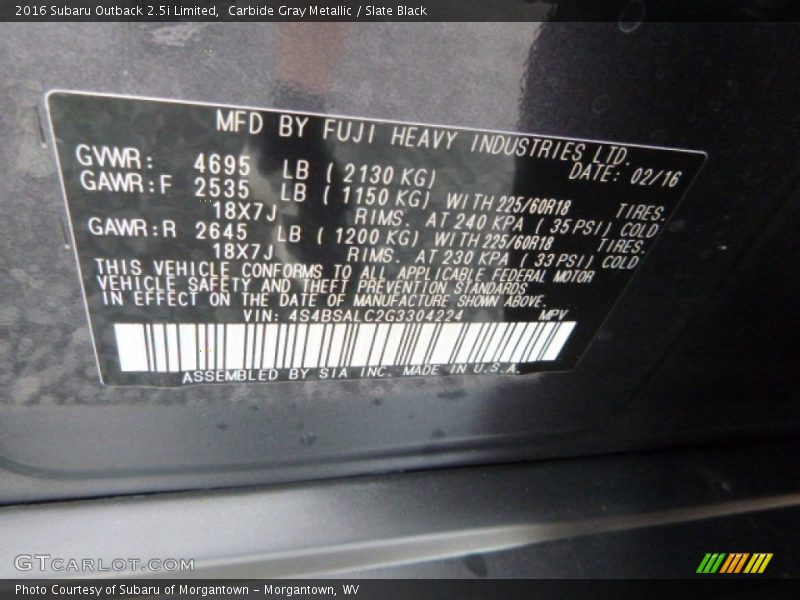 2016 Subaru Outback 2.5i Limited, Carbide Gray Metallic / Slate Black
MFD BY FUJI HEAVY INDUSTRIES LTD.
GVWR: 4695 LB ( 2130 KG) DATE: 02/16
GAWR:F 2535 LB ( 1150 KG) WITH 225/60R18 TIRES.
18X7J RIMS. AT 240 KPA ( 35 PSI) COLD
GAWR:R 2645 LB ( 1200 KG) WITH 225/60R18 TIRES.
18X7J RIMS. AT 230 KPA ( 33 PSI) COLD
THIS VEHICLE CONFORMS TO ALL APPLICABLE FEDERAL MOTOR
VEHICLE SAFETY AND THEFT PREVENTION STANDARDS
IN EFFECT ON THE DATE OF MANUFACTURE SHOWN ABOVE.
VIN: 4S4BSALC2G3304224 MPV
ASSEMBLED BY SIA INC. MADE IN U.S.A.
GTCARLOT.COM
Photo Courtesy of Subaru of Morgantown - Morgantown, WV